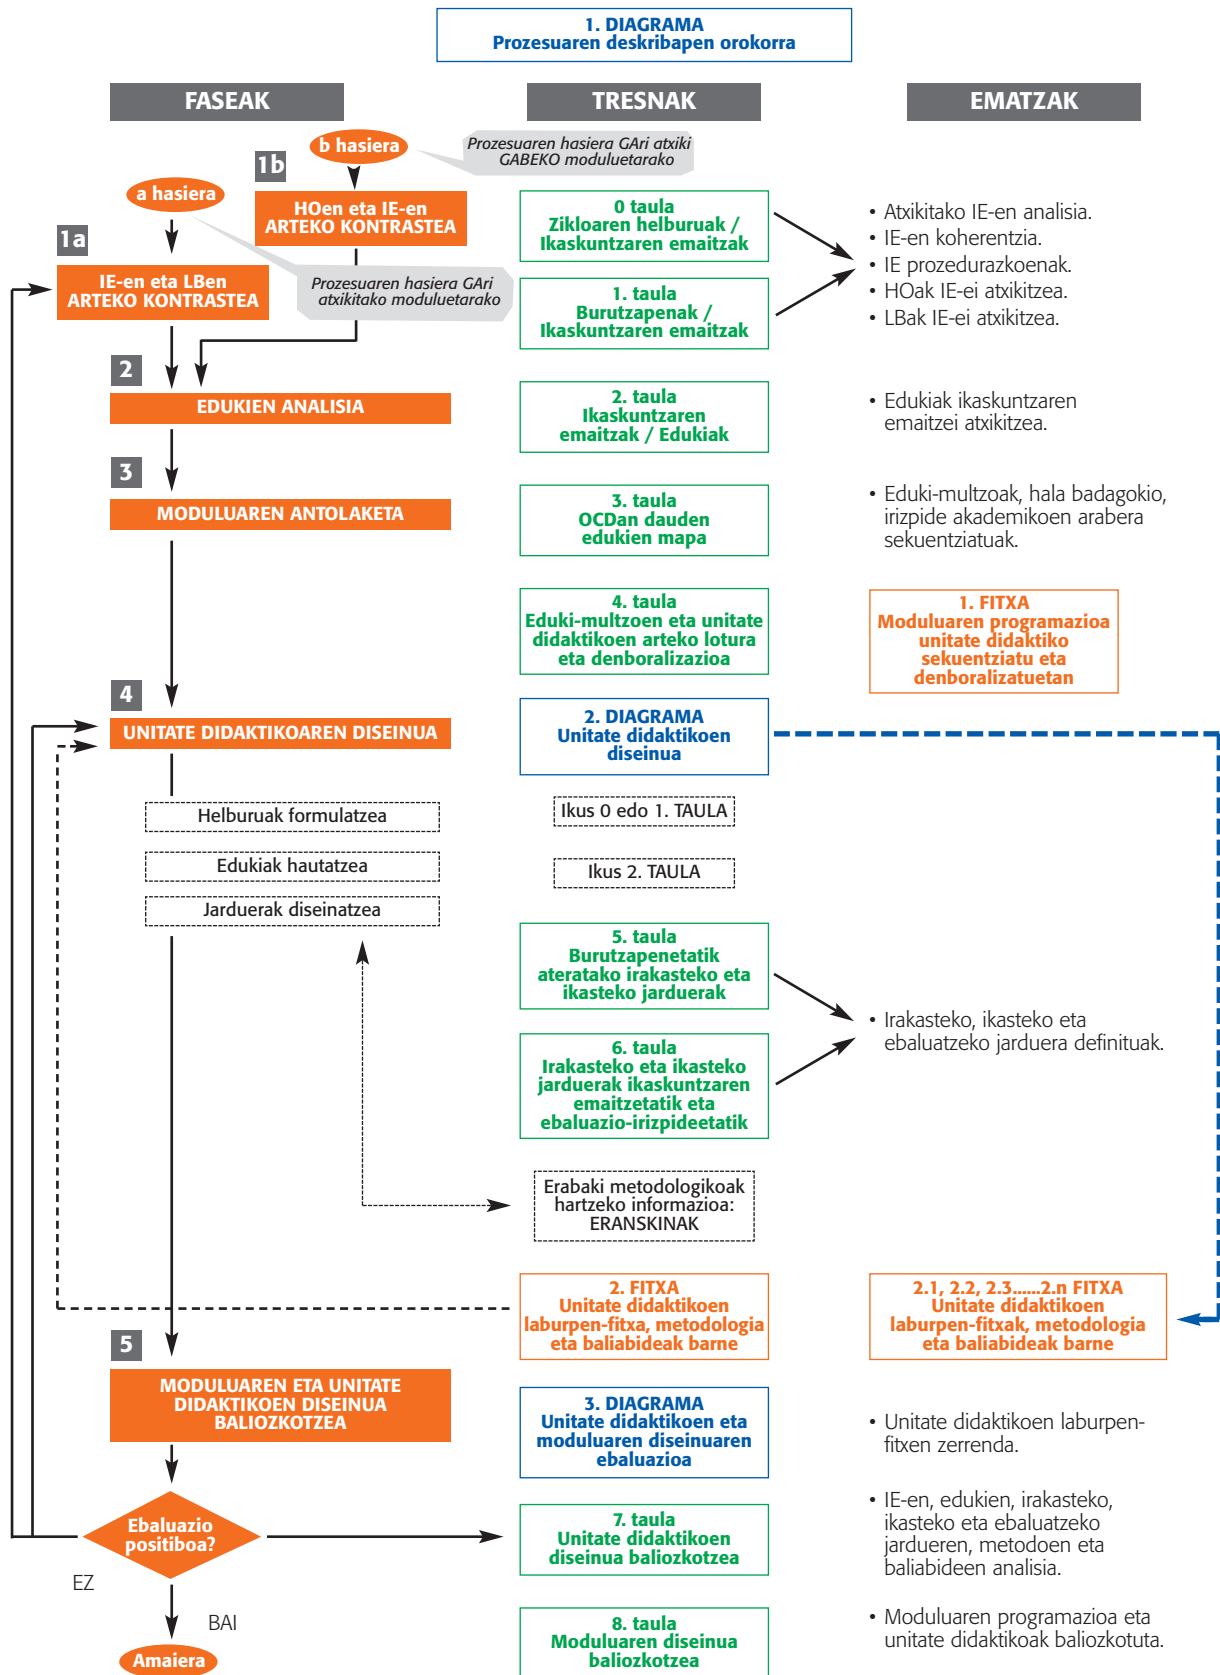 1. DIAGRAMA
Prozesuaren deskribapen orokorra
FASEAK
TRESNAK
EMATZAK
b hasiera
Prozesuaren hasiera GAri atxiki
GABEKO moduluetarako
1b
HOen eta IE-en
ARTEKO KONTRASTEA
a hasiera
1a
IE-en eta LBen
ARTEKO KONTRASTEA
Prozesuaren hasiera GAri
atxikitako moduluetarako
0 taula
Zikloaren helburuak /
Ikaskuntzaren emaitzak
1. taula
Burutzapenak /
Ikaskuntzaren emaitzak
• Atxikitako IE-en analisia.
• IE-en koherentzia.
• IE prozedurazkoenak.
• HOak IE-ei atxikitzea.
• LBak IE-ei atxikitzea.
2
EDUKIEN ANALISIA
2. taula
Ikaskuntzaren
emaitzak / Edukiak
• Edukiak ikaskuntzaren
emaitzei atxikitzea.
3
MODULUAREN ANTOLAKETA
3. taula
OCDan dauden
edukien mapa
• Eduki-multzoak, hala badagokio,
irizpide akademikoen arabera
sekuentziatuak.
4. taula
Eduki-multzoen eta unitate
didaktikoen arteko lotura
eta denboralizazioa
1. FITXA
Moduluaren programazioa
unitate didaktiko
sekuentziatu eta
denboralizatuetan
4
UNITATE DIDAKTIKOAREN DISEINUA
2. DIAGRAMA
Unitate didaktikoen
diseinua
Helburuak formulatzea
Ikus 0 edo 1. TAULA
Edukiak hautatzea
Ikus 2. TAULA
Jarduerak diseinatzea
5. taula
Burutzapenetatik
ateratako irakasteko eta
ikasteko jarduerak
6. taula
Irakasteko eta ikasteko
jarduerak ikaskuntzaren
emaitzetatik eta
ebaluazio-irizpideetatik
• Irakasteko, ikasteko eta
ebaluatzeko jarduera definituak.
Erabaki metodologikoak
hartzeko informazioa:
ERANSKINAK
2. FITXA
Unitate didaktikoen
laburpen-fitxa, metodologia
eta baliabideak barne
2.1, 2.2, 2.3......2.n FITXA
Unitate didaktikoen
laburpen-fitxak, metodologia
eta baliabideak barne
5
MODULUAREN ETA UNITATE
DIDAKTIKOEN DISEINUA
BALIOZKOTZEA
3. DIAGRAMA
Unitate didaktikoen eta
moduluaren diseinuaren
ebaluazioa
• Unitate didaktikoen laburpen-
fitxen zerrenda.
Ebaluazio
positiboa?
7. taula
Unitate didaktikoen
diseinua baliozkotzea
• IE-en, edukien, irakasteko,
ikasteko eta ebaluatzeko
jardueren, metodoen eta
baliabideen analisia.
EZ
BAI
Amaiera
8. taula
Moduluaren diseinua
baliozkotzea
• Moduluaren programazioa eta
unitate didaktikoak baliozkotuta.